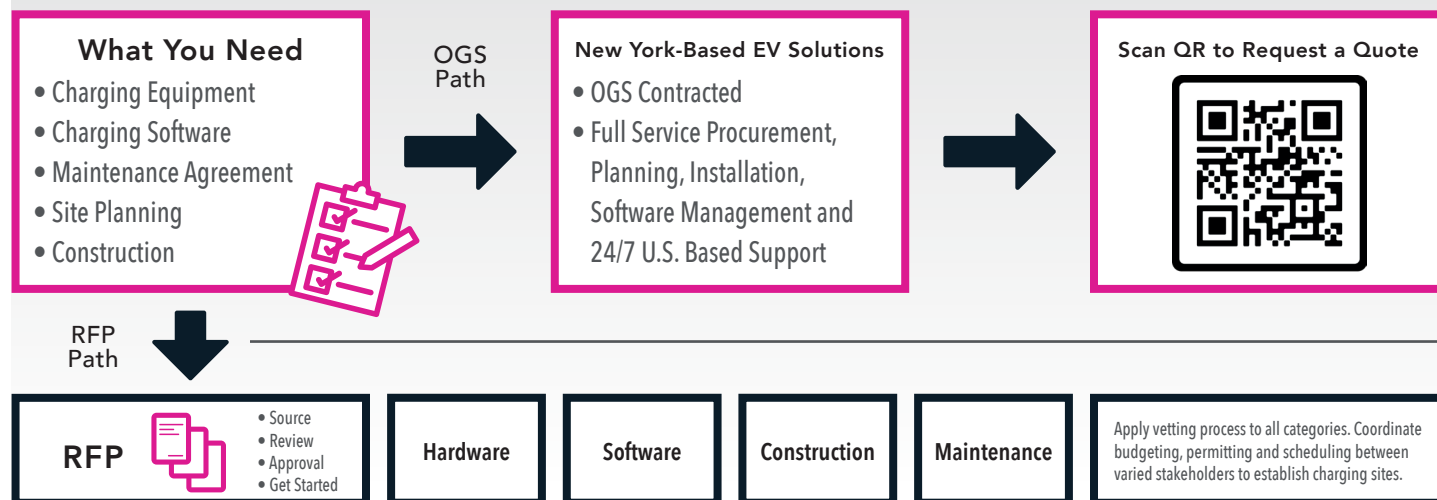 What You Need
• Charging Equipment
• Charging Software
• Maintenance Agreement
• Site Planning
• Construction
OGS
Path
New York-Based EV Solutions
• OGS Contracted
• Full Service Procurement,
Planning, Installation,
Software Management and
24/7 U.S. Based Support
Scan QR to Request a Quote
RFP
Path
RFP
• Source
• Review
• Approval
• Get Started
Hardware
Software
Construction
Maintenance
Apply vetting process to all categories. Coordinate
budgeting, permitting and scheduling between
varied stakeholders to establish charging sites.